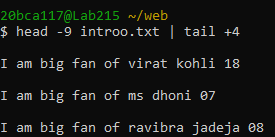 20bca117@Lab215 ~/web
$ head -9 introo.txt | tail +4
I am big fan of virat kohli 18
I am big fan of ms dhoni 07
I am big fan of ravibra jadeja 08